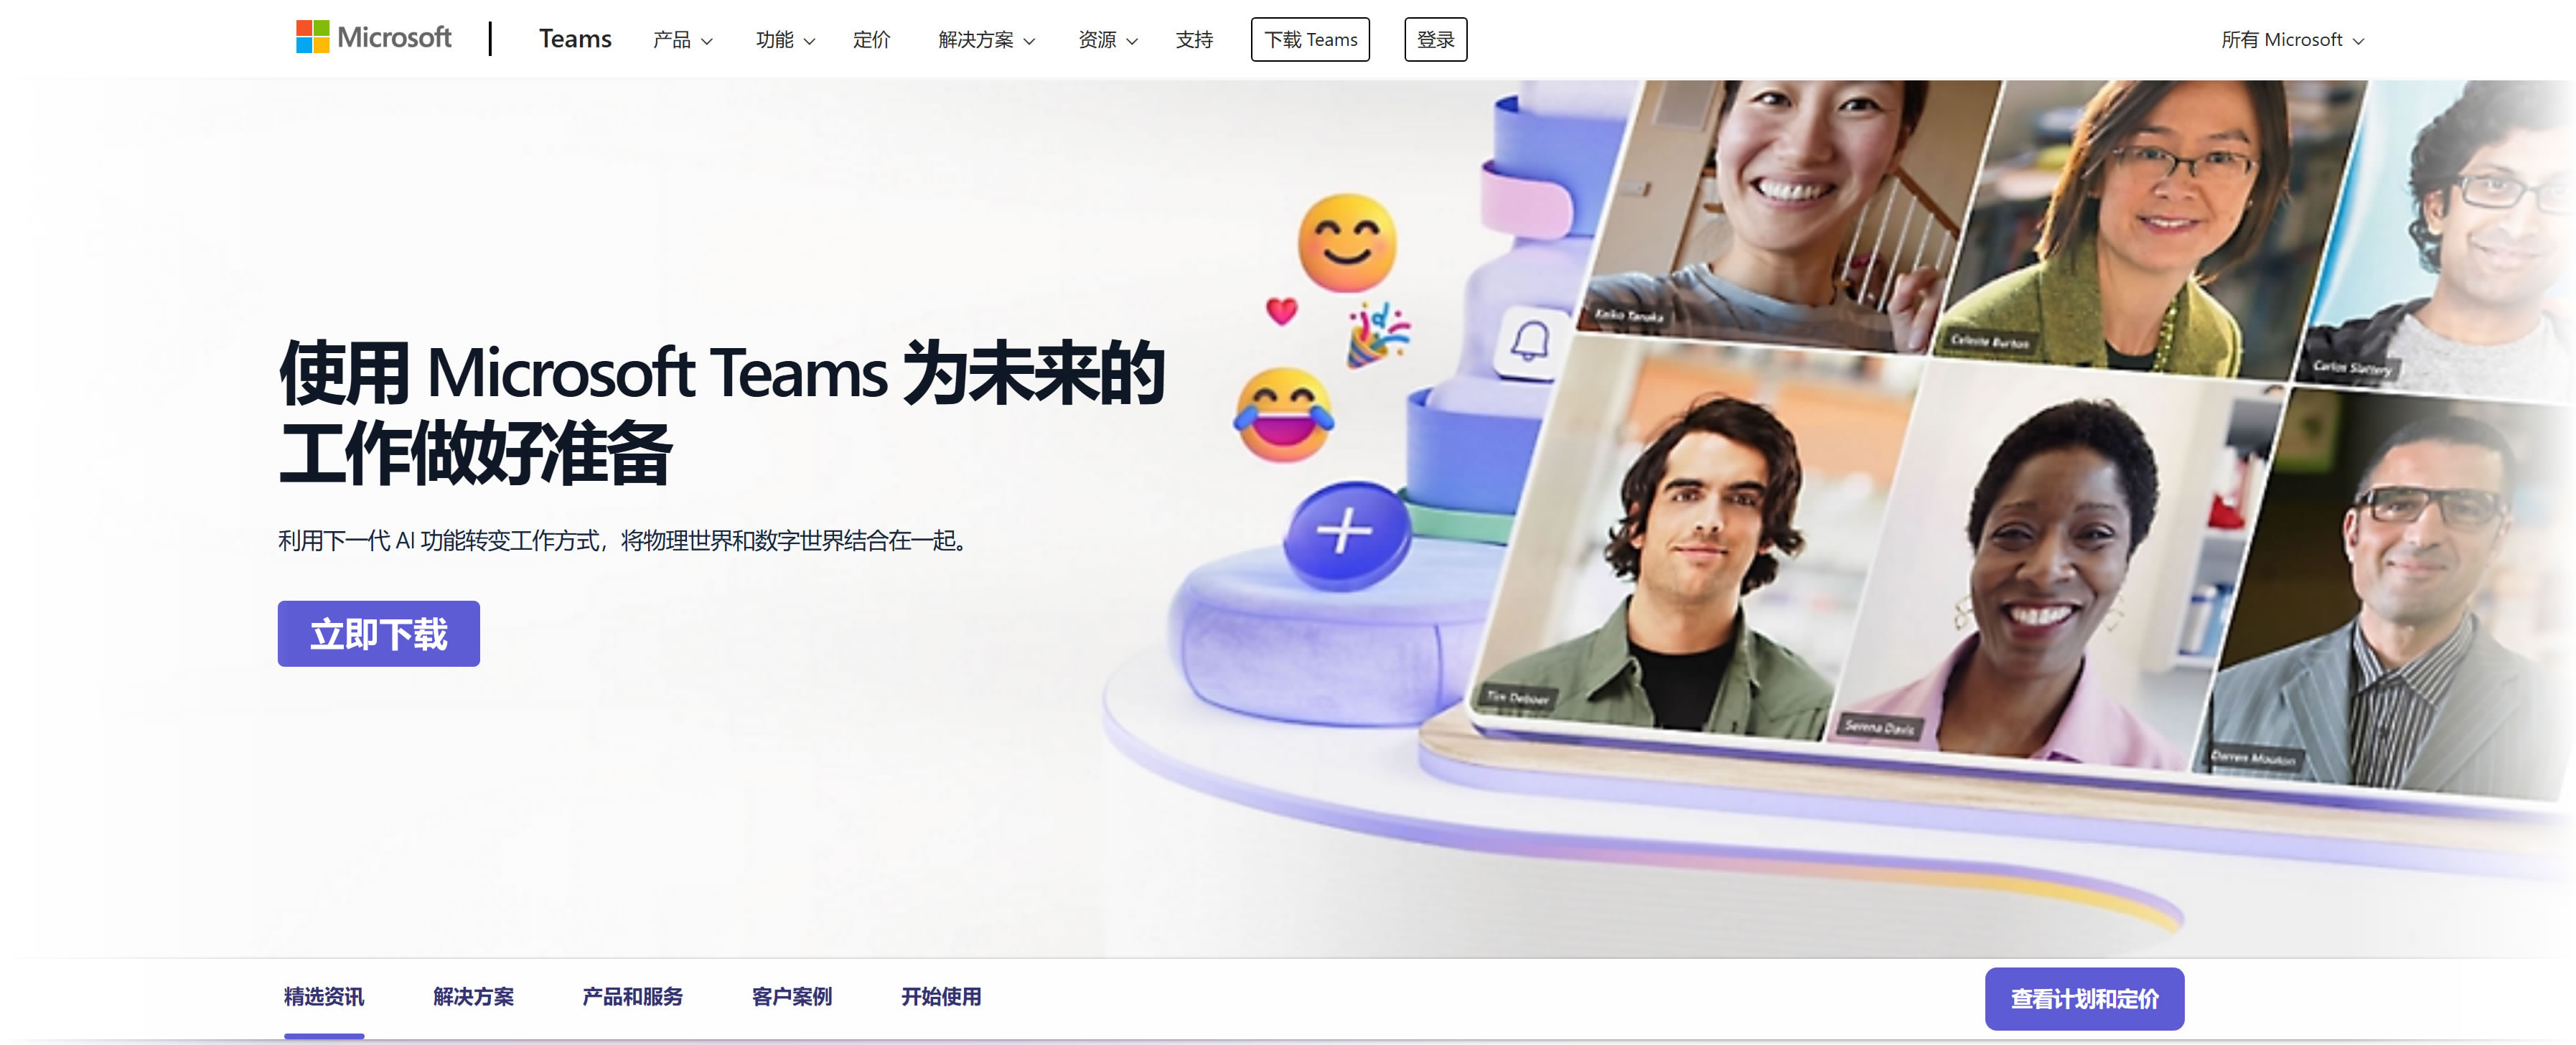 Microsoft
Teams
产品
功能
定价
解决方案
资源
支持
下载 Teams
登录
所有 Microsoft
使用 Microsoft Teams 为未来的
工作做好准备
利用下一代 AI 功能转变工作方式，将物理世界和数字世界结合在一起。
立即下载
Keiko Tanaka
Celeste Burton
Carlos Slattery
Tim Deboer
Serena Davis
Darren Mouton
精选资讯
解决方案
产品和服务
客户案例
开始使用
查看计划和定价